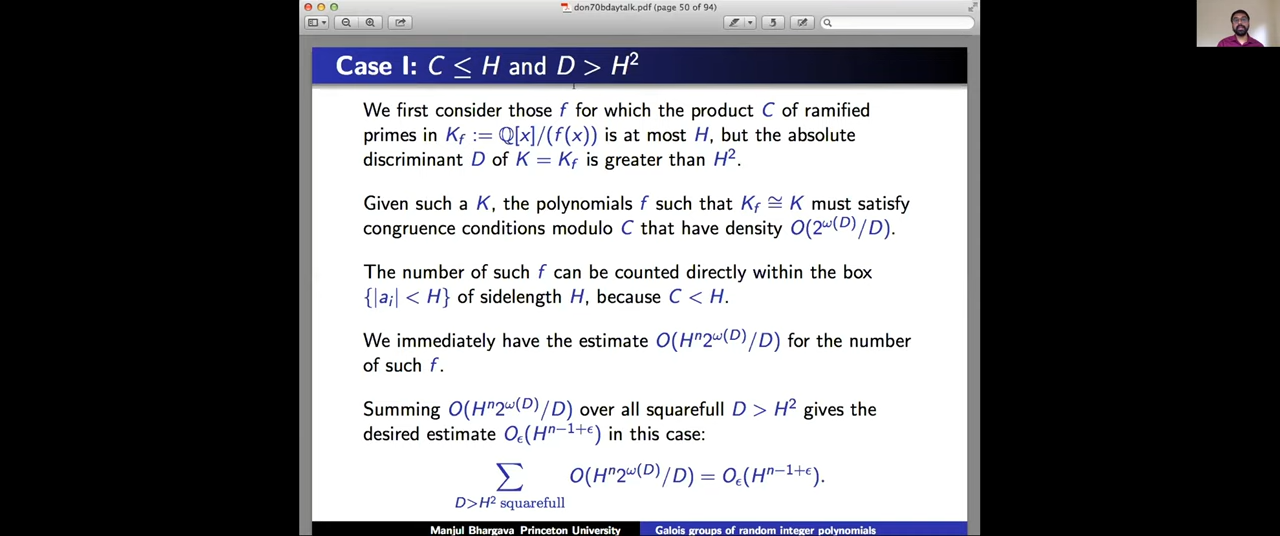 don70bdaytalk.pdf (page 50 of 94)
Case I: C ≤ H and D > H²
We first consider those f for which the product C of ramified
primes in K_f := ℚ[x]/(f(x)) is at most H, but the absolute
discriminant D of K = K_f is greater than H².
Given such a K, the polynomials f such that K_f ≅ K must satisfy
congruence conditions modulo C that have density O(2^{ω(D)}/D).
The number of such f can be counted directly within the box
{|a_i| < H} of sidelength H, because C < H.
We immediately have the estimate O(H^n 2^{ω(D)}/D) for the number
of such f.
Summing O(H^n 2^{ω(D)}/D) over all squarefull D > H² gives the
desired estimate O_ϵ(H^{n−1+ϵ}) in this case:
∑ O(H^n 2^{ω(D)}/D) = O_ϵ(H^{n−1+ϵ}).
D>H² squarefull
Manjul Bhargava Princeton University Galois groups of random integer polynomials